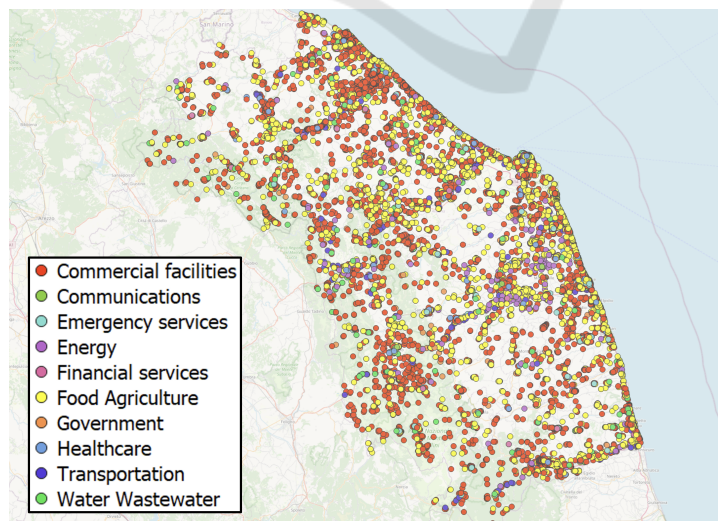 San Marino
Commercial facilities
Communications
Emergency services
Energy
Financial services
Food Agriculture
Government
Healthcare
Transportation
Water Wastewater